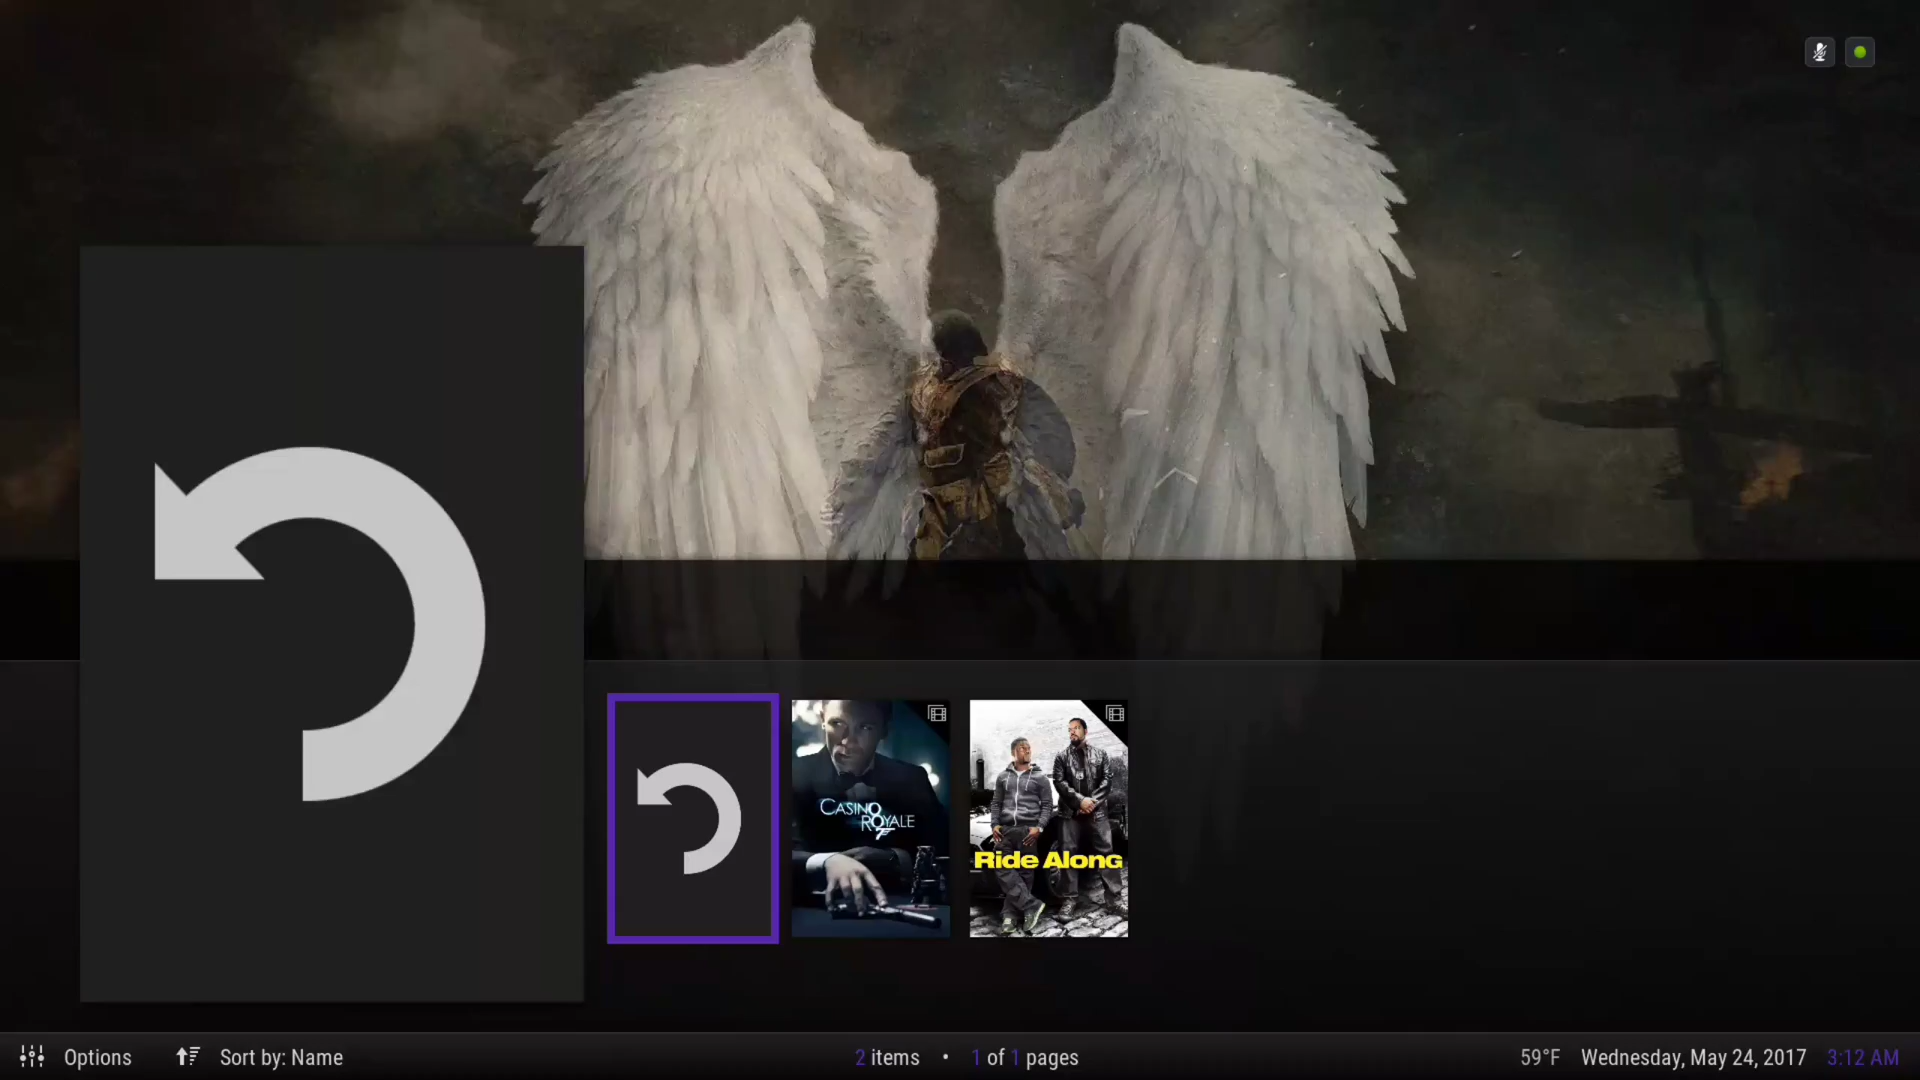 CASINO
ROYALE
Ride Along
Options
Sort by: Name
2 items • 1 of 1 pages
59°F
Wednesday, May 24, 2017
3:12 AM